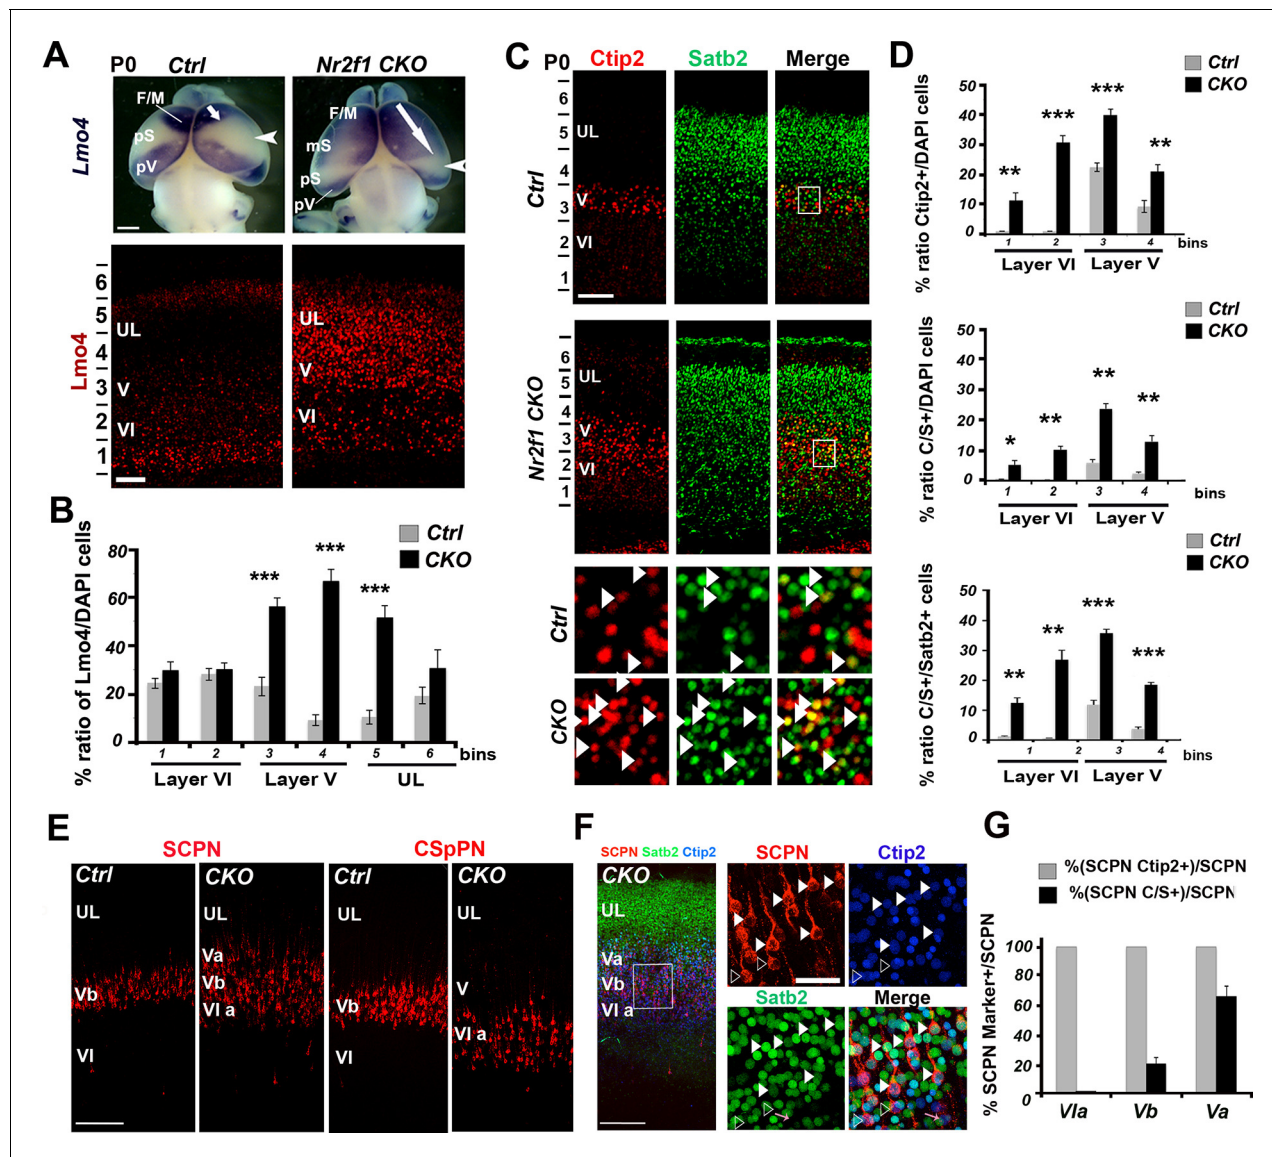 A
P0
Ctrl
Nr2f1 CKO
Lmo4
F/M
pS
pV
F/M
mS
pS
pV
Lmo4
6
5
4
3
2
1
UL
V
VI
UL
V
VI
B
Ctrl
CKO
% ratio of Lmo4/DAPI cells
80
60
40
20
0
***
***
***
1 2 3 4 5 6 bins
Layer VI Layer V UL
C
P0 Ctip2 Satb2 Merge
Ctrl
6
5
4
3
2
1
UL
V
VI
Nr2f1 CKO
6
5
4
3
2
1
UL
V
VI
Ctrl
CKO
D
Ctrl
CKO
% ratio Ctip2+/DAPI cells
50
40
30
20
10
0
**
***
***
**
1 2 3 4 bins
Layer VI Layer V
Ctrl
CKO
% ratio C/S+/DAPI cells
50
40
30
20
10
0
*
**
**
**
1 2 3 4 bins
Layer VI Layer V
Ctrl
CKO
% ratio C/S+/Satb2+ cells
50
40
30
20
10
0
**
**
***
***
1 2 3 4 bins
Layer VI Layer V
E
SCPN CSpPN
Ctrl CKO Ctrl CKO
UL
Vb
VI
UL
Va
Vb
VI a
UL
Vb
VI
UL
V
VI a
F
SCPN Satb2 Ctip2
CKO
UL
Va
Vb
VI a
SCPN
Ctip2
Satb2
Merge
G
%(SCPN Ctip2+)/SCPN
%(SCPN C/S+)/SCPN
% SCPN Marker+/SCPN
100
80
60
40
20
0
VIa Vb Va